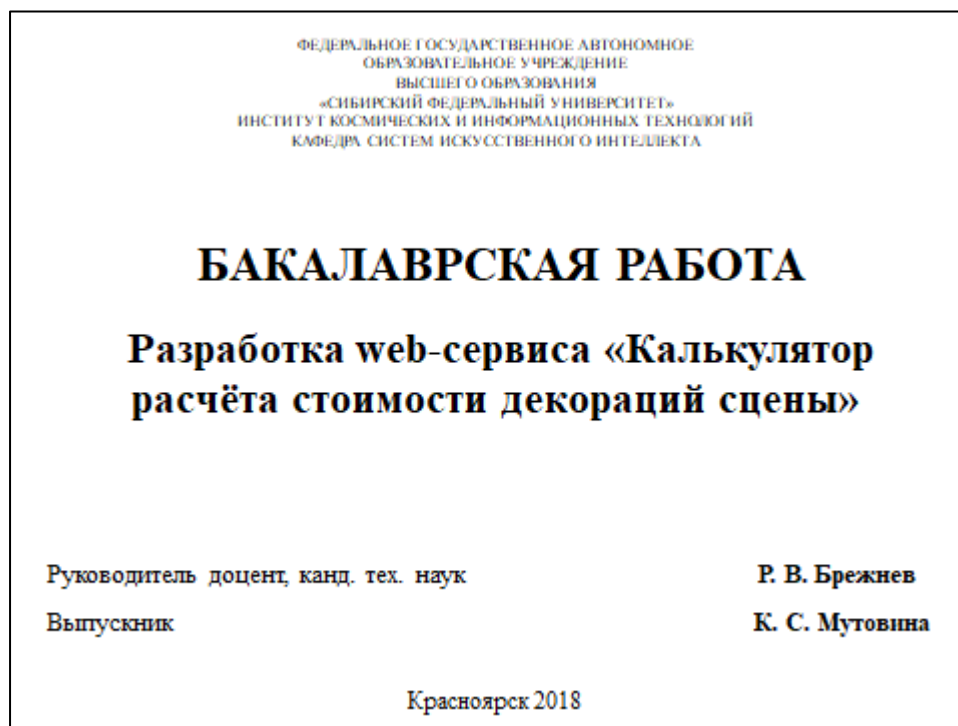 ФЕДЕРАЛЬНОЕ ГОСУДАРСТВЕННОЕ АВТОНОМНОЕ
ОБРАЗОВАТЕЛЬНОЕ УЧРЕЖДЕНИЕ
ВЫСШЕГО ОБРАЗОВАНИЯ
«СИБИРСКИЙ ФЕДЕРАЛЬНЫЙ УНИВЕРСИТЕТ»
ИНСТИТУТ КОСМИЧЕСКИХ И ИНФОРМАЦИОННЫХ ТЕХНОЛОГИЙ
КАФЕДРА СИСТЕМ ИСКУССТВЕННОГО ИНТЕЛЛЕКТА
БАКАЛАВРСКАЯ РАБОТА
Разработка web-сервиса «Калькулятор
расчёта стоимости декораций сцены»
Руководитель доцент, канд. тех. наук Р. В. Брежнев
Выпускник К. С. Мутовина
Красноярск 2018